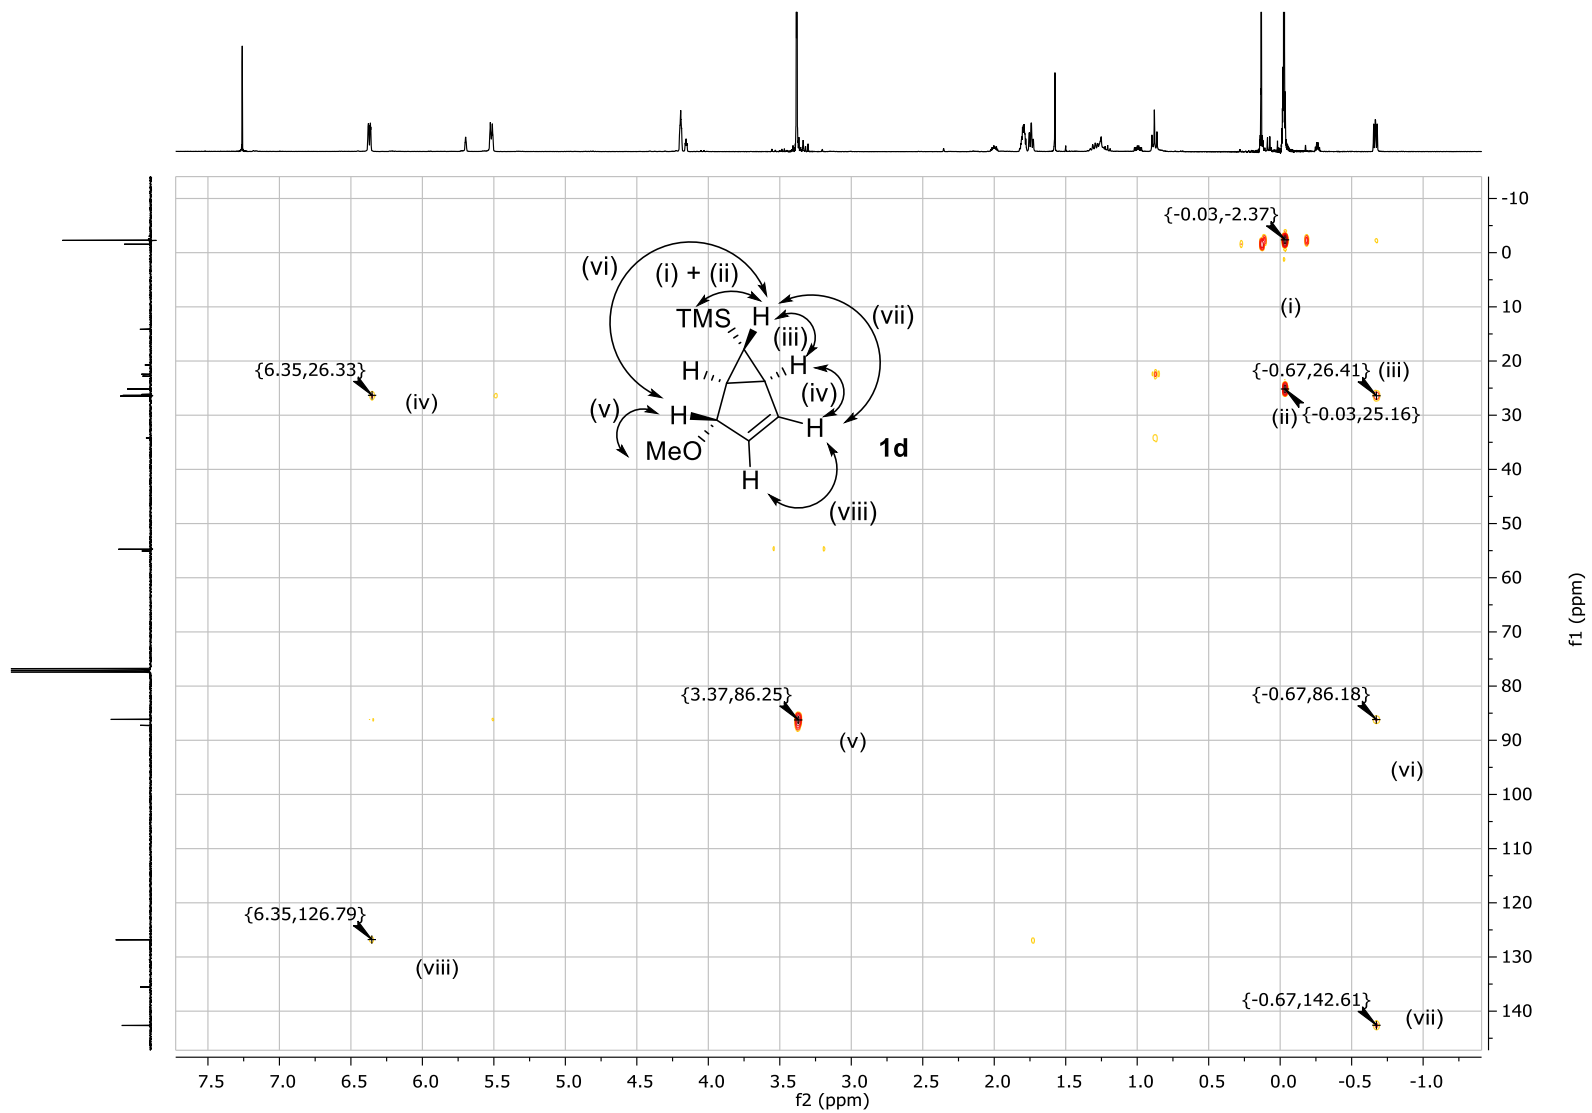 {-0.03,-2.37}
-10
0
(vi)
(i) + (ii)
10
(i)
TMS
H
(vii)
(iii)
20
{6.35,26.33}
H
H
{-0.67,26.41}
(iii)
(iv)
(iv)
(v)
H
H
(ii)
{-0.03,25.16}
30
MeO
1d
40
H
(viii)
50
60
f1 (ppm)
70
{3.37,86.25}
{-0.67,86.18}
80
(v)
90
(vi)
100
110
{6.35,126.79}
120
(viii)
130
{-0.67,142.61}
(vii)
140
7.5
7.0
6.5
6.0
5.5
5.0
4.5
4.0
3.5
3.0
2.5
2.0
1.5
1.0
0.5
0.0
-0.5
-1.0
f2 (ppm)